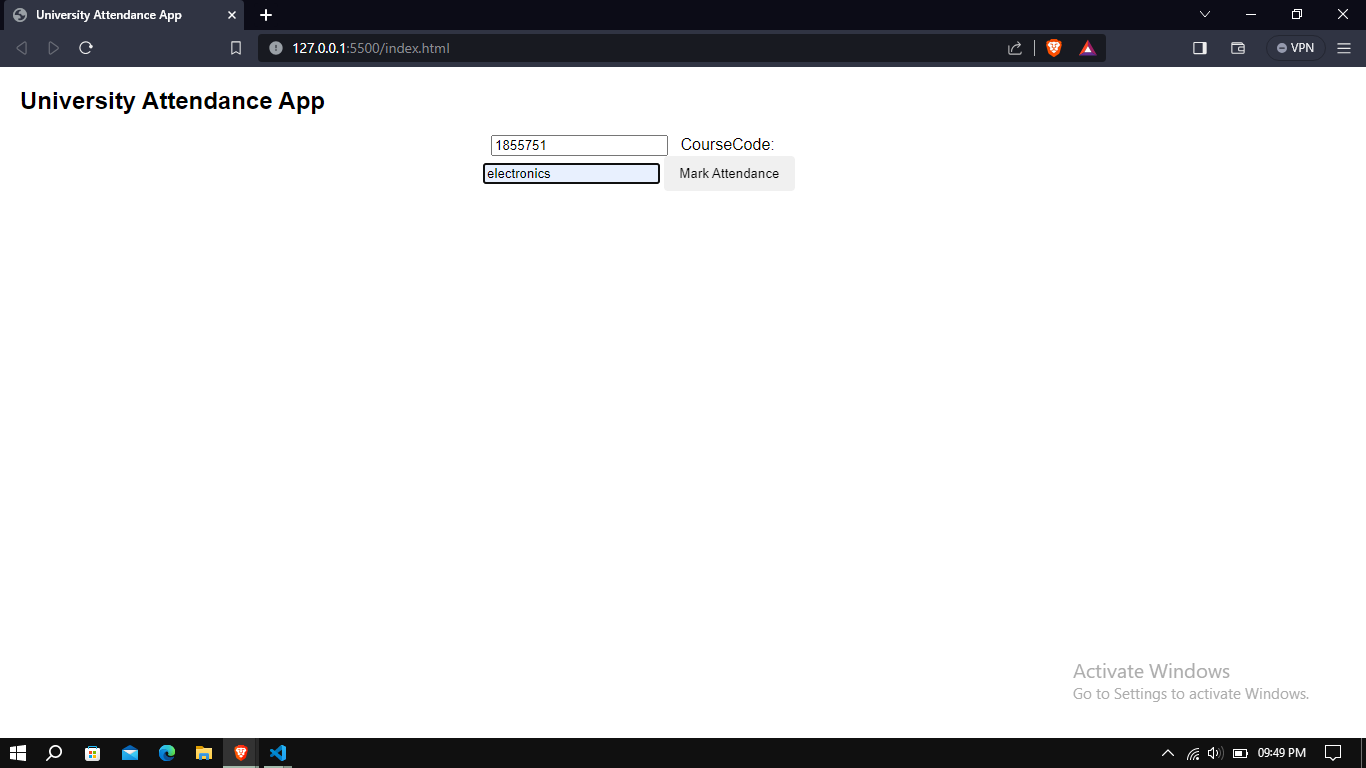 University Attendance App
127.0.0.1:5500/index.html
VPN
University Attendance App
1855751 CourseCode:
electronics Mark Attendance
Activate Windows
Go to Settings to activate Windows.
09:49 PM